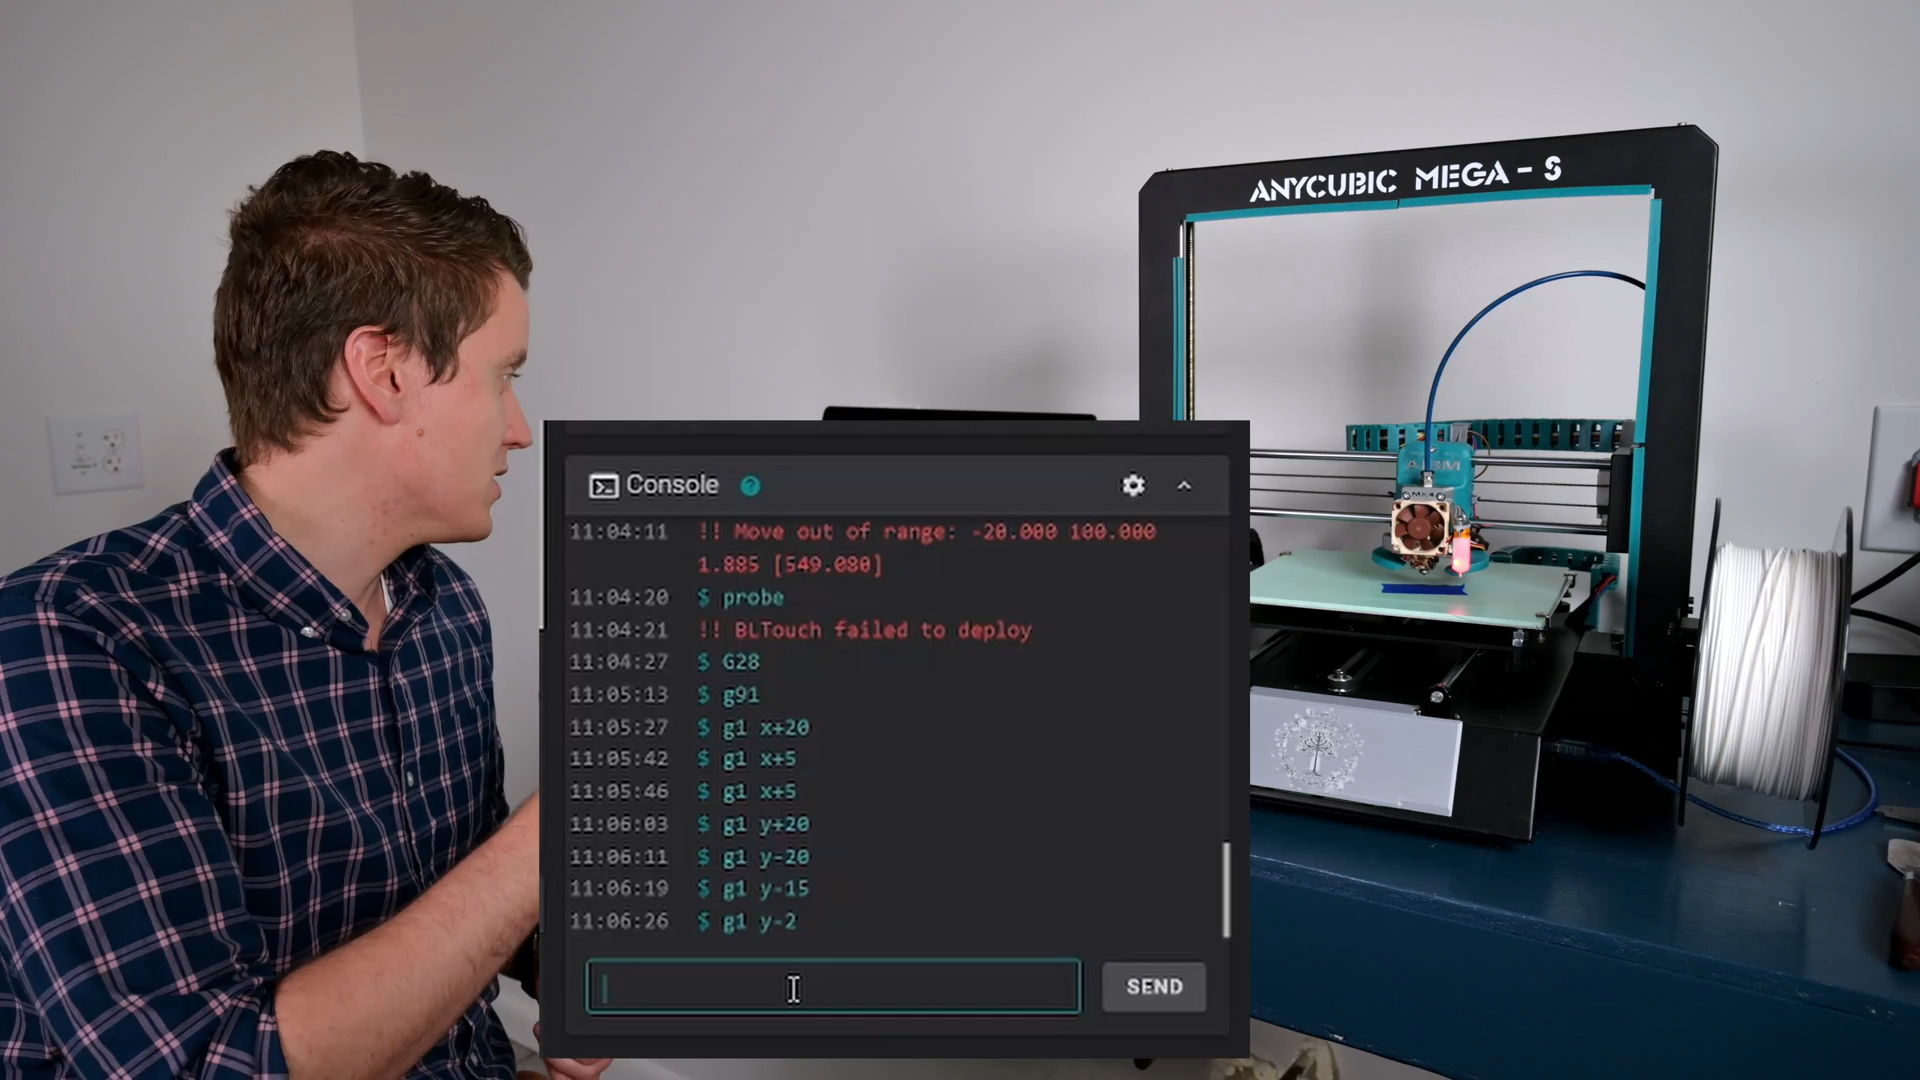 ANYCUBIC MEGA-S
Console ?
11:04:11 !! Move out of range: -20.000 100.000
1.885 [549.080]
11:04:20 $ probe
11:04:21 !! BLTouch failed to deploy
11:04:27 $ G28
11:05:13 $ g91
11:05:27 $ g1 x+20
11:05:42 $ g1 x+5
11:05:46 $ g1 x+5
11:06:03 $ g1 y+20
11:06:11 $ g1 y-20
11:06:19 $ g1 y-15
11:06:26 $ g1 y-2
SEND